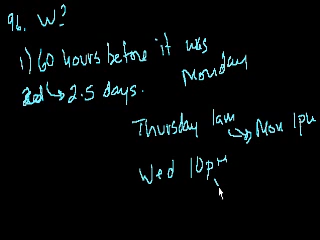 96. W?
1) 60 hours before it was
Monday
2.5 days.
Thursday 1am
Mon 1pm
Wed 10pm